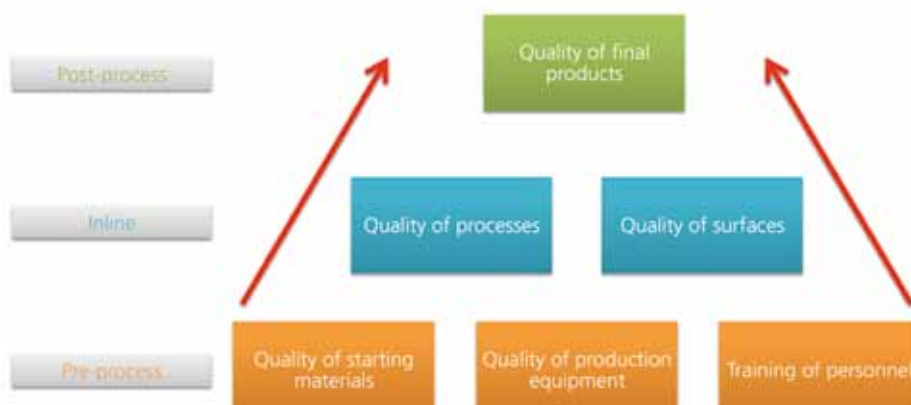 Post-process
Quality of final
products
Inline
Quality of processes
Quality of surfaces
Pre-process
Quality of starting
materials
Quality of production
equipment
Training of personnel